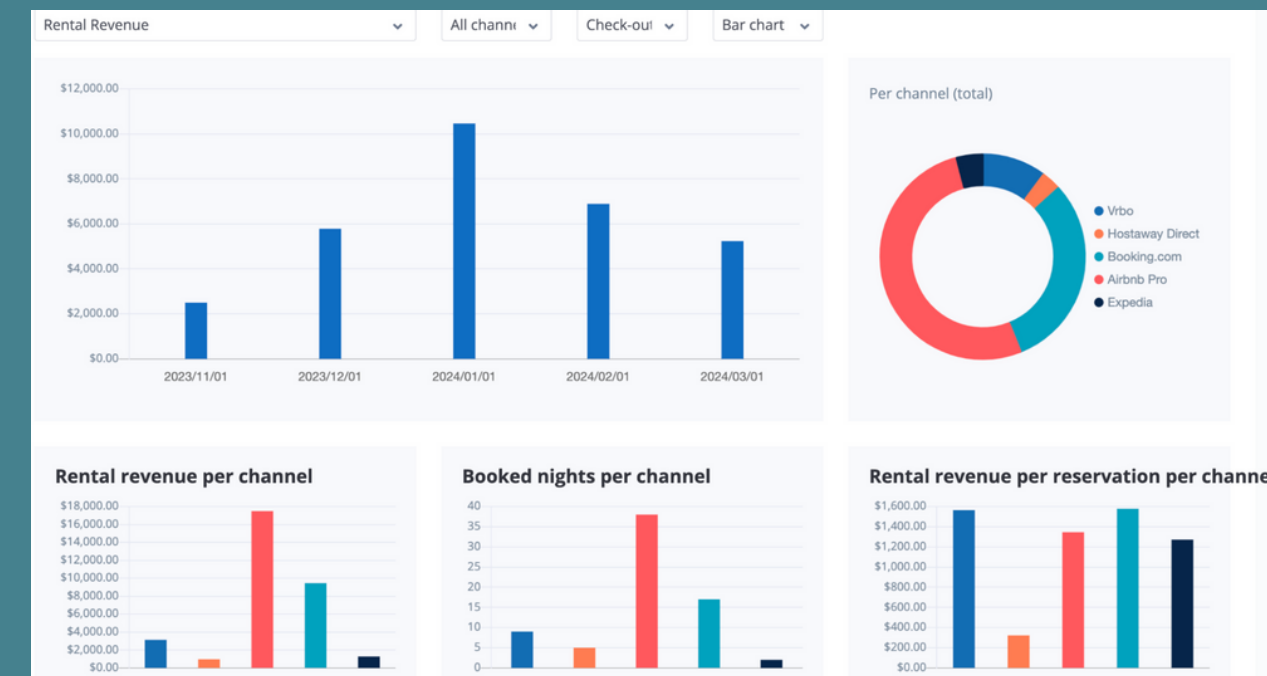 Rental Revenue
All channe
Check-out
Bar chart
$12,000.00
$10,000.00
$8,000.00
$6,000.00
$4,000.00
$2,000.00
$0.00
2023/11/01 2023/12/01 2024/01/01 2024/02/01 2024/03/01
Per channel (total)
Vrbo
Hostaway Direct
Booking.com
Airbnb Pro
Expedia
Rental revenue per channel
$18,000.00
$16,000.00
$14,000.00
$12,000.00
$10,000.00
$8,000.00
$6,000.00
$4,000.00
$2,000.00
$0.00
Booked nights per channel
40
35
30
25
20
15
10
5
0
Rental revenue per reservation per channe
$1,600.00
$1,400.00
$1,200.00
$1,000.00
$800.00
$600.00
$400.00
$200.00
$0.00